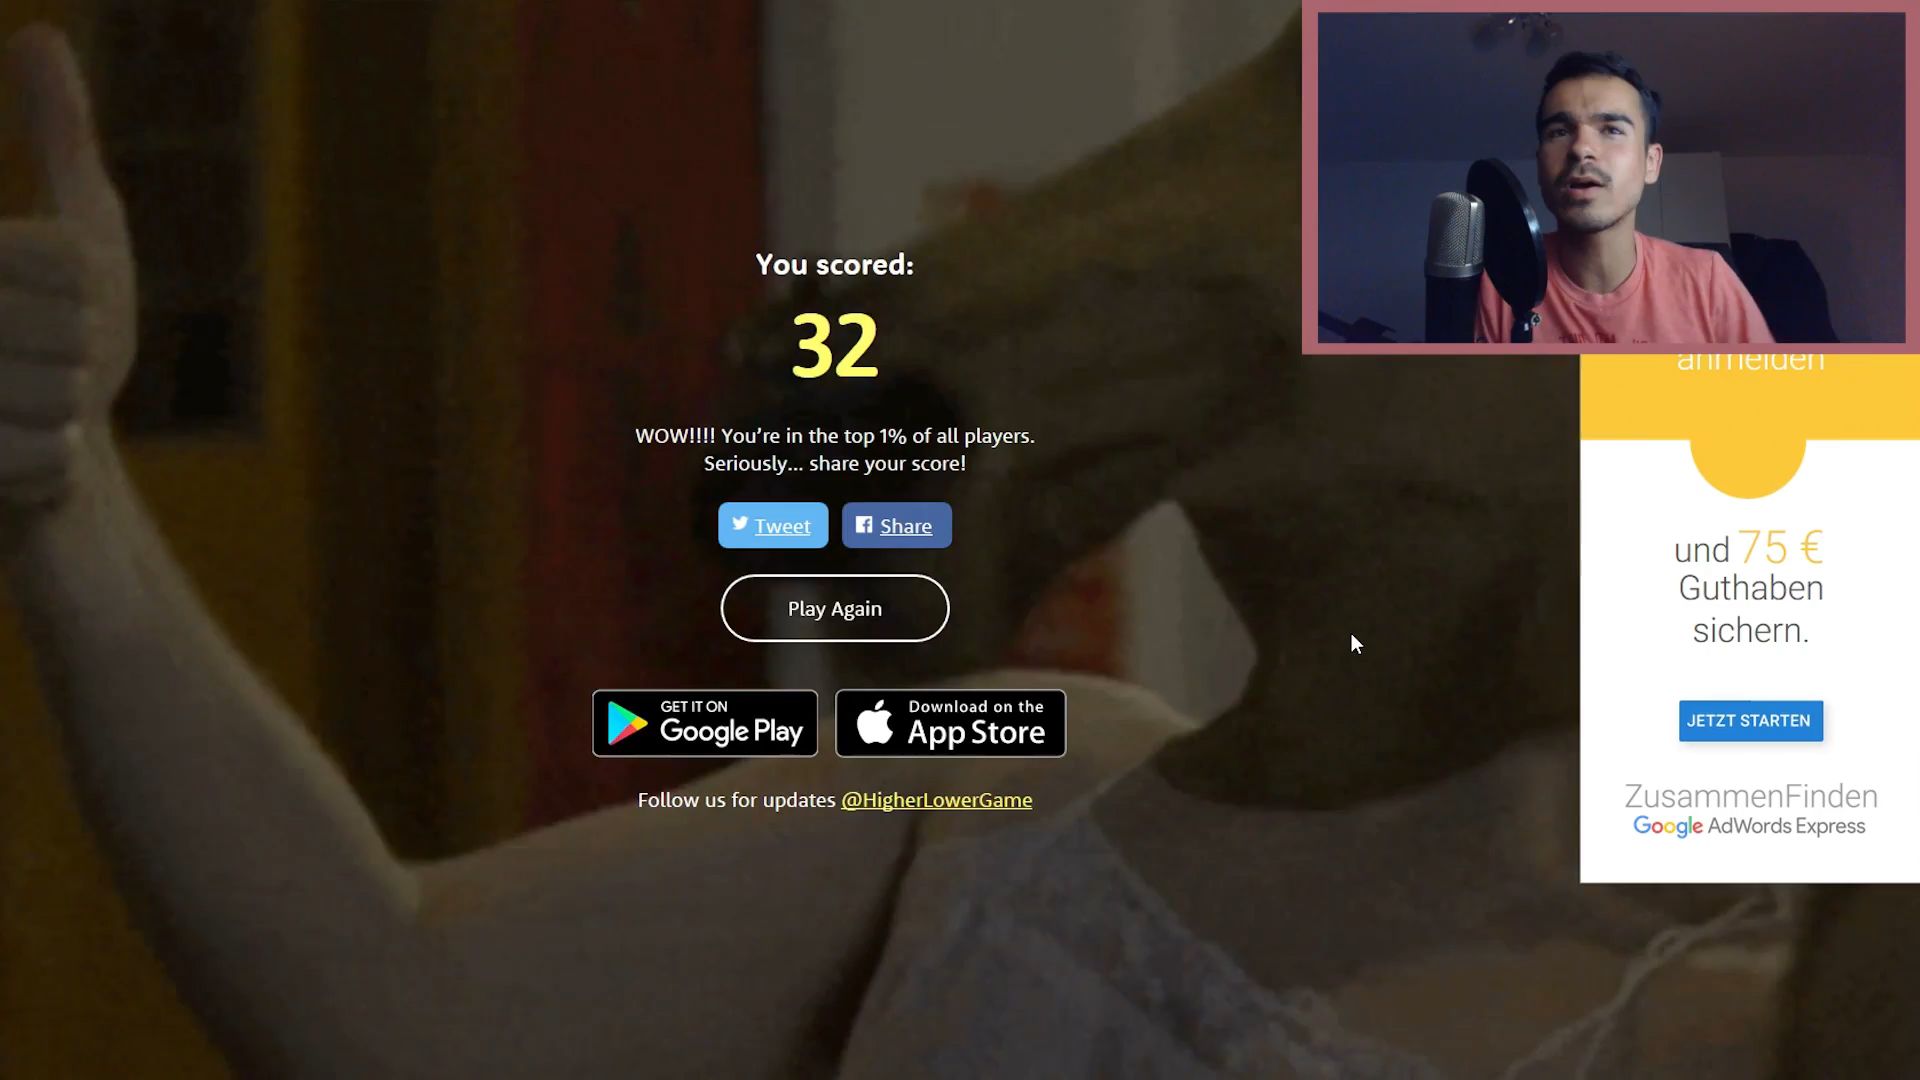 You scored:
32
WOW!!!! You're in the top 1% of all players.
Seriously... share your score!
Tweet
Share
Play Again
GET IT ON
Google Play
Download on the
App Store
Follow us for updates @HigherLowerGame
anmelden
und 75 €
Guthaben
sichern.
JETZT STARTEN
ZusammenFinden
Google AdWords Express